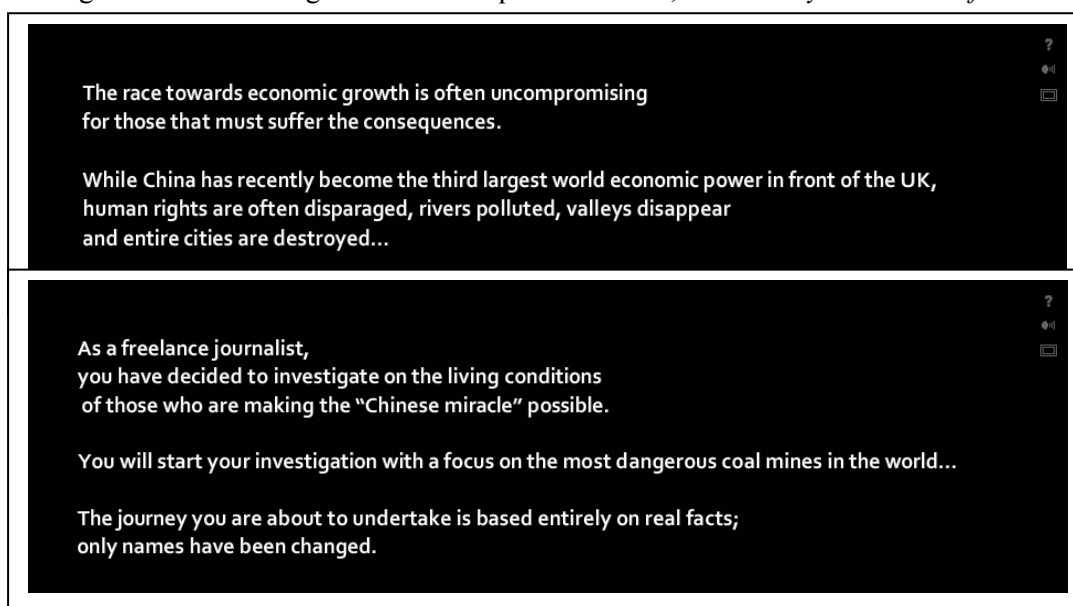 ?
The race towards economic growth is often uncompromising
for those that must suffer the consequences.
While China has recently become the third largest world economic power in front of the UK,
human rights are often disparaged, rivers polluted, valleys disappear
and entire cities are destroyed...
?
As a freelance journalist,
you have decided to investigate on the living conditions
of those who are making the “Chinese miracle” possible.
You will start your investigation with a focus on the most dangerous coal mines in the world...
The journey you are about to undertake is based entirely on real facts;
only names have been changed.